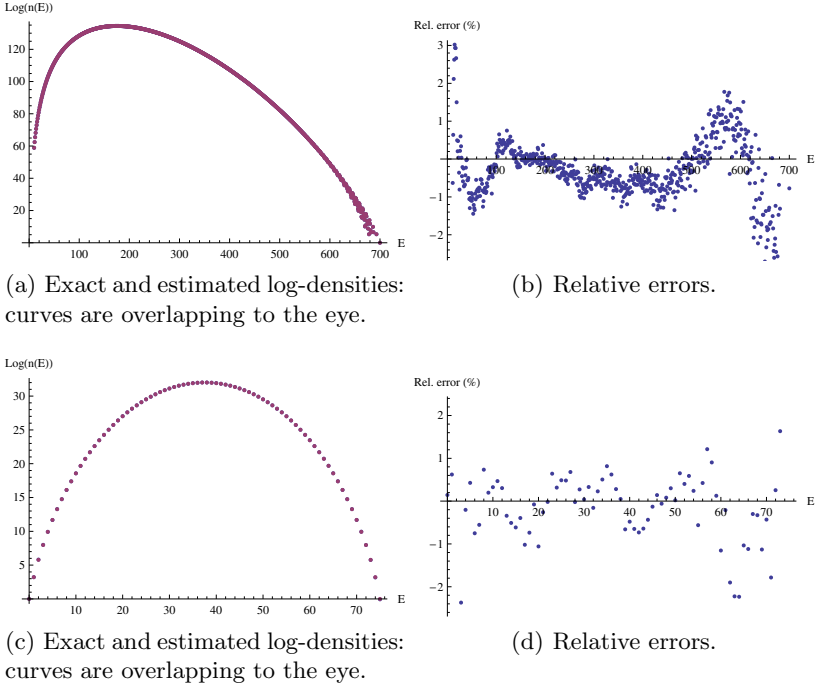 Log(n(E))
120
100
80
60
40
20
100 200 300 400 500 600 700 E
Rel. error (%)
3
2
1
−1
−2
100 200 300 400 500 600 700 E
(a) Exact and estimated log-densities:
curves are overlapping to the eye.
(b) Relative errors.
Log(n(E))
30
25
20
15
10
5
10 20 30 40 50 60 70 E
Rel. error (%)
2
1
−1
−2
10 20 30 40 50 60 70 E
(c) Exact and estimated log-densities:
curves are overlapping to the eye.
(d) Relative errors.